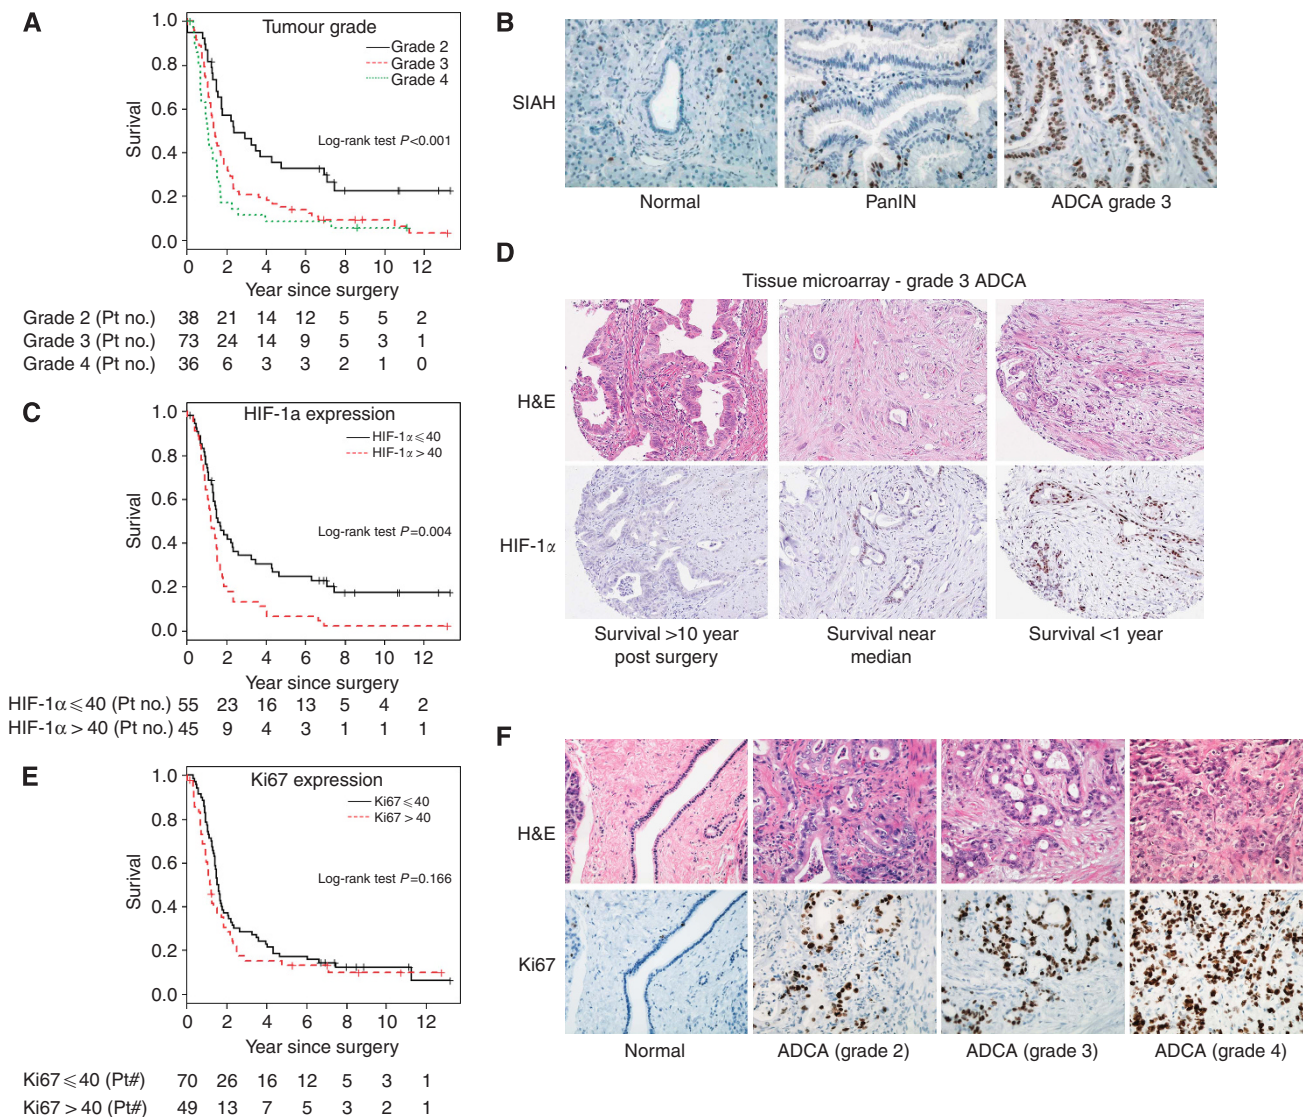 A
Tumour grade
Grade 2
Grade 3
Grade 4
Log-rank test P<0.001
Surival
1.0
0.8
0.6
0.4
0.2
0.0
0 2 4 6 8 10 12
Year since surgery
Grade 2 (Pt no.) 38 21 14 12 5 5 2
Grade 3 (Pt no.) 73 24 14 9 5 3 1
Grade 4 (Pt no.) 36 6 3 3 2 1 0
B
SIAH
Normal PanIN ADCA grade 3
C
HIF-1a expression
HIF-1α⩽40
HIF-1α>40
Log-rank test P=0.004
Survival
1.0
0.8
0.6
0.4
0.2
0.0
0 2 4 6 8 10 12
Year since surgery
HIF-1α⩽40 (Pt no.) 55 23 16 13 5 4 2
HIF-1α>40 (Pt no.) 45 9 4 3 1 1 1
D
Tissue microarray - grade 3 ADCA
H&E
HIF-1α
Survival >10 year post surgery
Survival near median
Survival <1 year
E
Ki67 expression
Ki67⩽40
Ki67>40
Log-rank test P=0.166
Survival
1.0
0.8
0.6
0.4
0.2
0.0
0 2 4 6 8 10 12
Year since surgery
Ki67⩽40 (Pt#) 70 26 16 12 5 3 1
Ki67>40 (Pt#) 49 13 7 5 3 2 1
F
H&E
Ki67
Normal ADCA (grade 2) ADCA (grade 3) ADCA (grade 4)